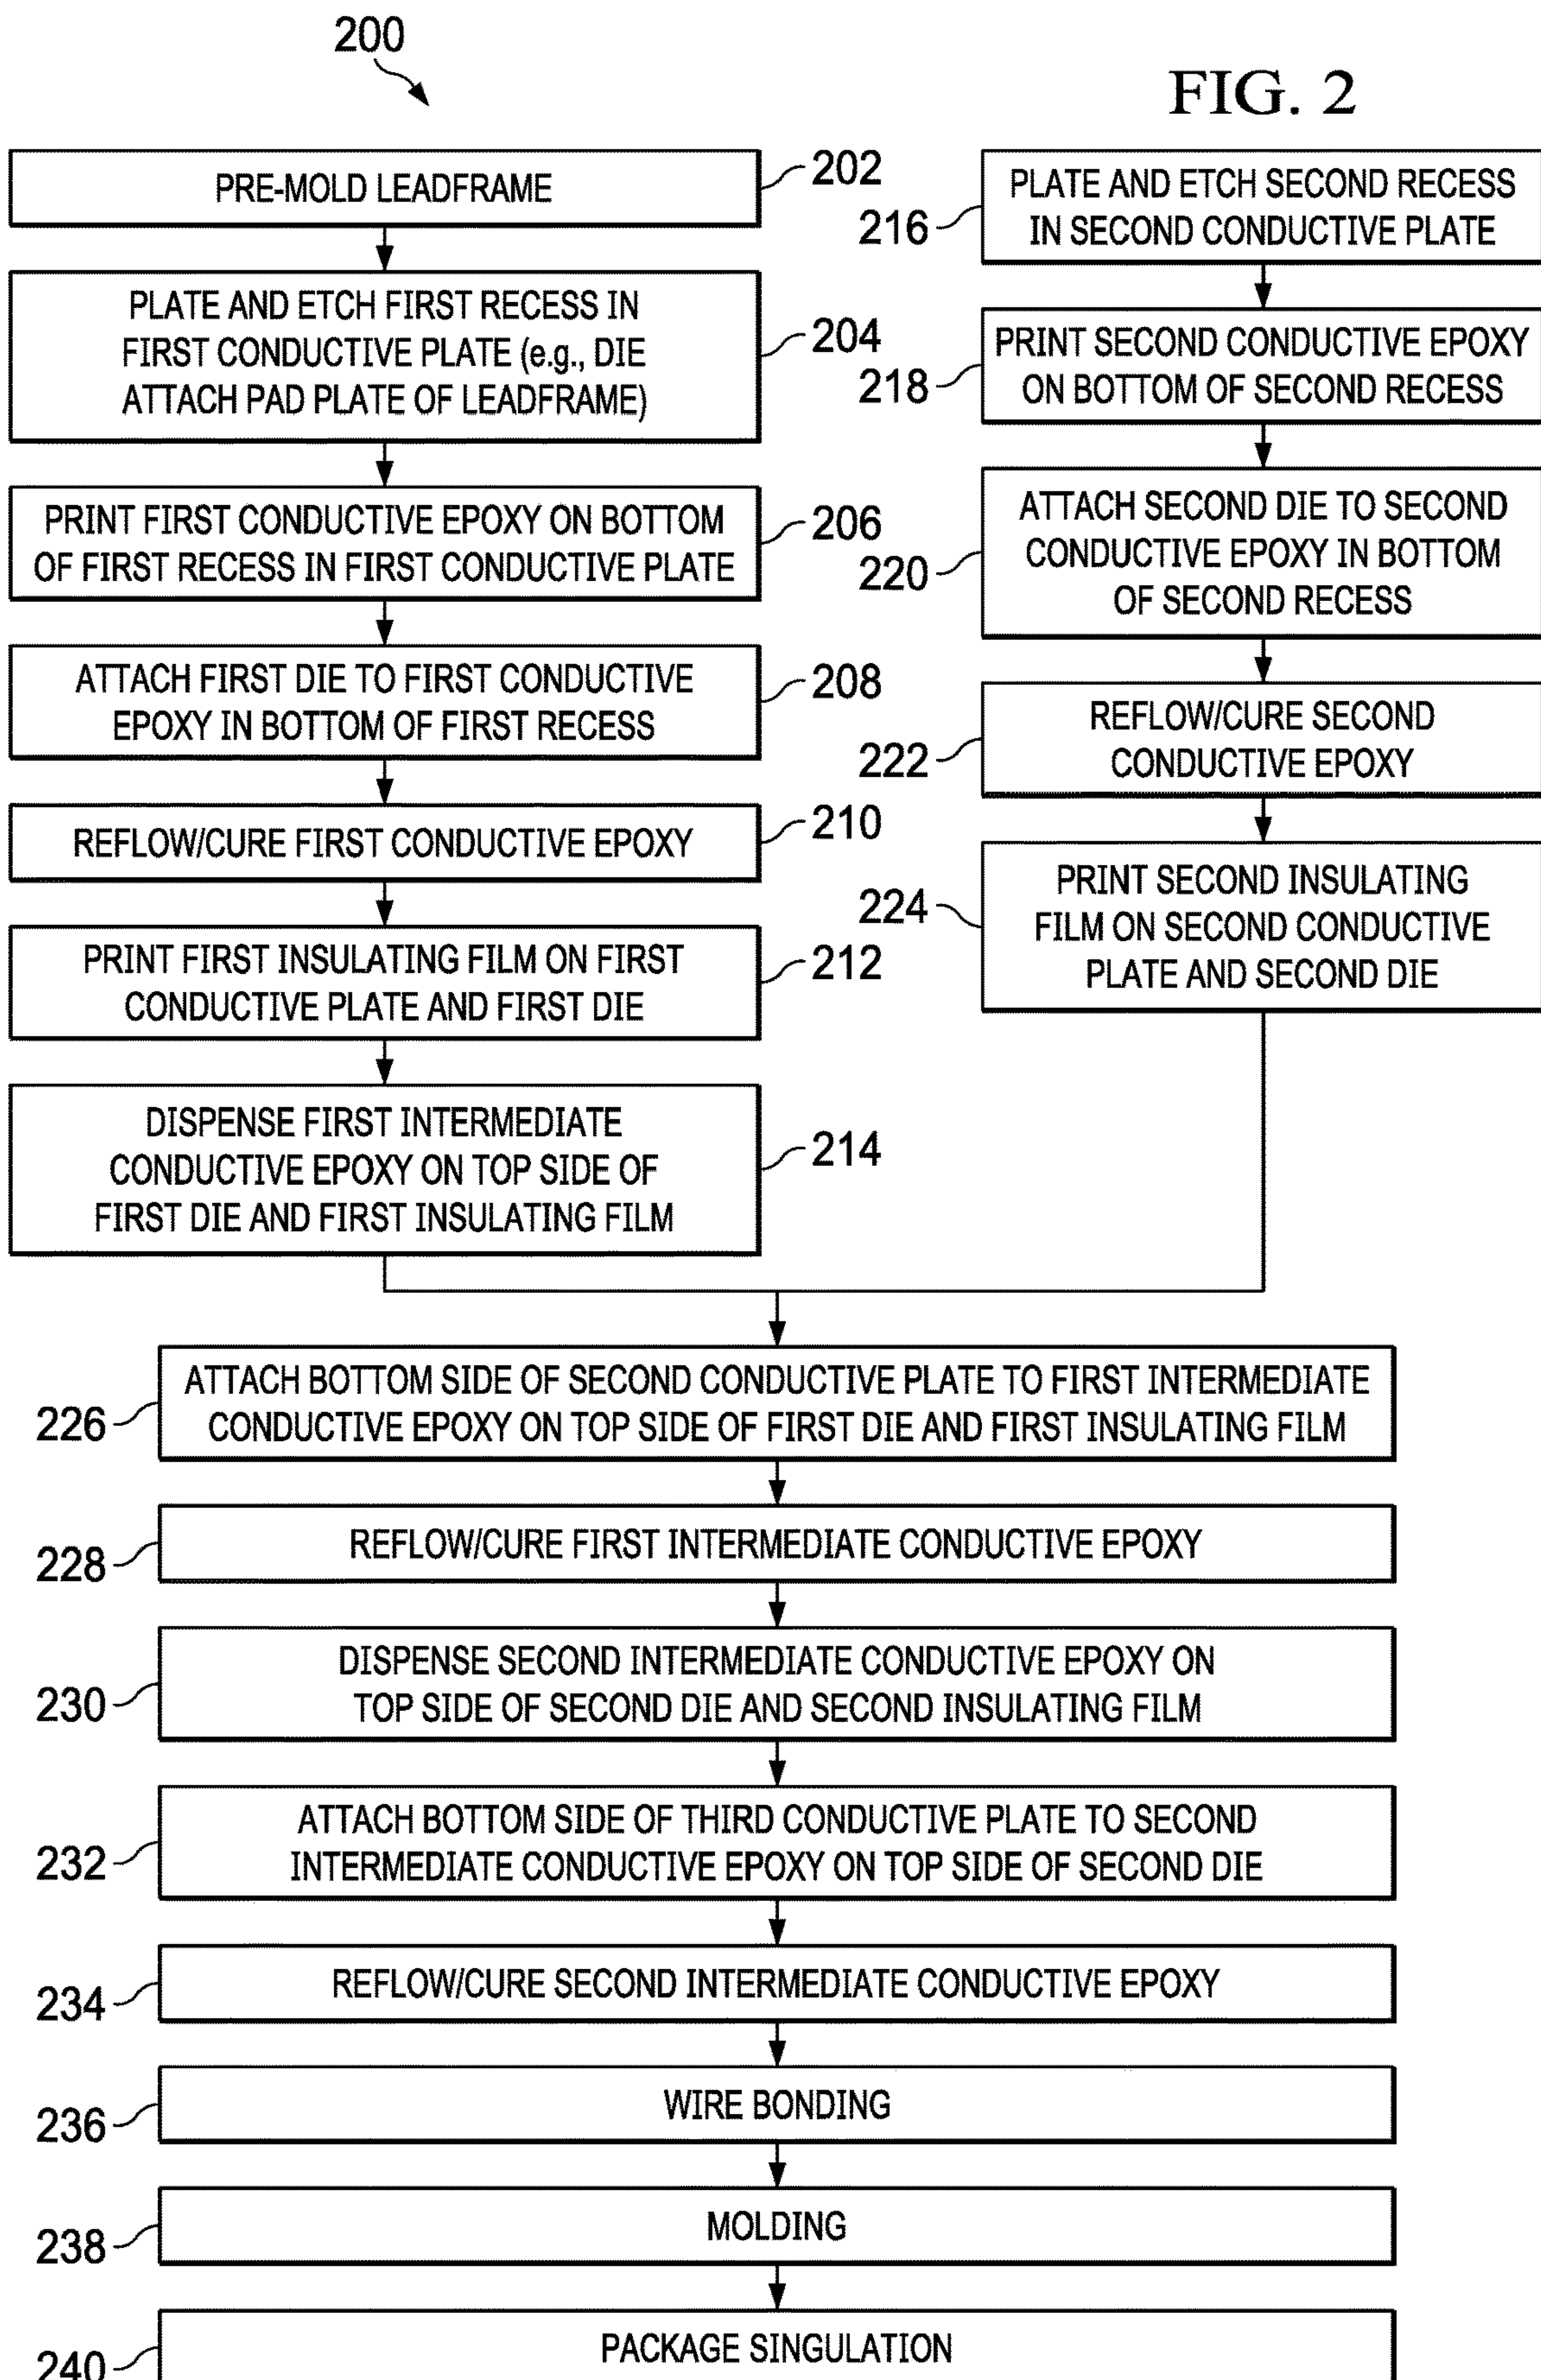 200
FIG. 2
PRE-MOLD LEADFRAME
202
PLATE AND ETCH FIRST RECESS IN
FIRST CONDUCTIVE PLATE (e.g., DIE
ATTACH PAD PLATE OF LEADFRAME)
204
PRINT FIRST CONDUCTIVE EPOXY ON BOTTOM
OF FIRST RECESS IN FIRST CONDUCTIVE PLATE
206
ATTACH FIRST DIE TO FIRST CONDUCTIVE
EPOXY IN BOTTOM OF FIRST RECESS
208
REFLOW/CURE FIRST CONDUCTIVE EPOXY
210
PRINT FIRST INSULATING FILM ON FIRST
CONDUCTIVE PLATE AND FIRST DIE
212
DISPENSE FIRST INTERMEDIATE
CONDUCTIVE EPOXY ON TOP SIDE OF
FIRST DIE AND FIRST INSULATING FILM
214
PLATE AND ETCH SECOND RECESS
IN SECOND CONDUCTIVE PLATE
216
PRINT SECOND CONDUCTIVE EPOXY
ON BOTTOM OF SECOND RECESS
218
ATTACH SECOND DIE TO SECOND
CONDUCTIVE EPOXY IN BOTTOM
OF SECOND RECESS
220
REFLOW/CURE SECOND
CONDUCTIVE EPOXY
222
PRINT SECOND INSULATING
FILM ON SECOND CONDUCTIVE
PLATE AND SECOND DIE
224
ATTACH BOTTOM SIDE OF SECOND CONDUCTIVE PLATE TO FIRST INTERMEDIATE
CONDUCTIVE EPOXY ON TOP SIDE OF FIRST DIE AND FIRST INSULATING FILM
226
REFLOW/CURE FIRST INTERMEDIATE CONDUCTIVE EPOXY
228
DISPENSE SECOND INTERMEDIATE CONDUCTIVE EPOXY ON
TOP SIDE OF SECOND DIE AND SECOND INSULATING FILM
230
ATTACH BOTTOM SIDE OF THIRD CONDUCTIVE PLATE TO SECOND
INTERMEDIATE CONDUCTIVE EPOXY ON TOP SIDE OF SECOND DIE
232
REFLOW/CURE SECOND INTERMEDIATE CONDUCTIVE EPOXY
234
WIRE BONDING
236
MOLDING
238
PACKAGE SINGULATION
240